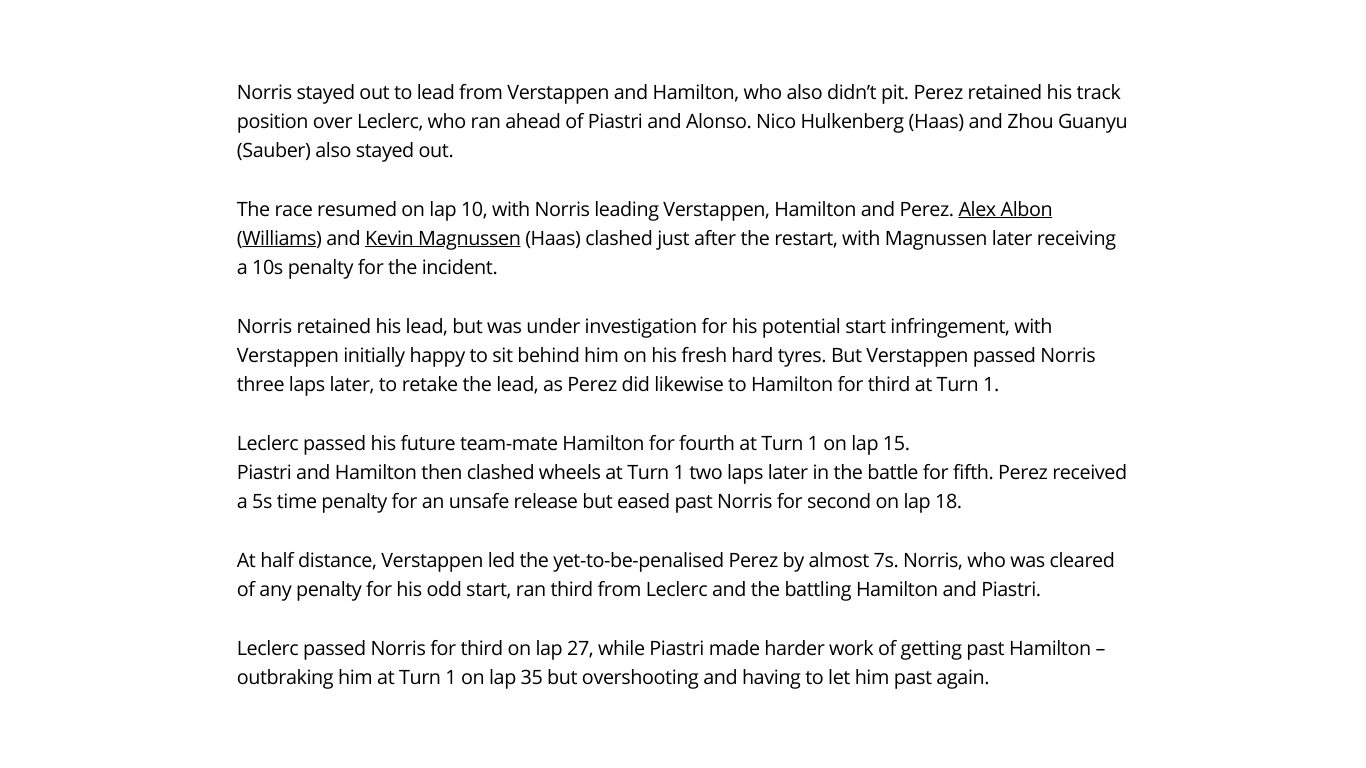 Norris stayed out to lead from Verstappen and Hamilton, who also didn’t pit. Perez retained his track
position over Leclerc, who ran ahead of Piastri and Alonso. Nico Hulkenberg (Haas) and Zhou Guanyu
(Sauber) also stayed out.
The race resumed on lap 10, with Norris leading Verstappen, Hamilton and Perez. Alex Albon
(Williams) and Kevin Magnussen (Haas) clashed just after the restart, with Magnussen later receiving
a 10s penalty for the incident.
Norris retained his lead, but was under investigation for his potential start infringement, with
Verstappen initially happy to sit behind him on his fresh hard tyres. But Verstappen passed Norris
three laps later, to retake the lead, as Perez did likewise to Hamilton for third at Turn 1.
Leclerc passed his future team-mate Hamilton for fourth at Turn 1 on lap 15.
Piastri and Hamilton then clashed wheels at Turn 1 two laps later in the battle for fifth. Perez received
a 5s time penalty for an unsafe release but eased past Norris for second on lap 18.
At half distance, Verstappen led the yet-to-be-penalised Perez by almost 7s. Norris, who was cleared
of any penalty for his odd start, ran third from Leclerc and the battling Hamilton and Piastri.
Leclerc passed Norris for third on lap 27, while Piastri made harder work of getting past Hamilton –
outbraking him at Turn 1 on lap 35 but overshooting and having to let him past again.